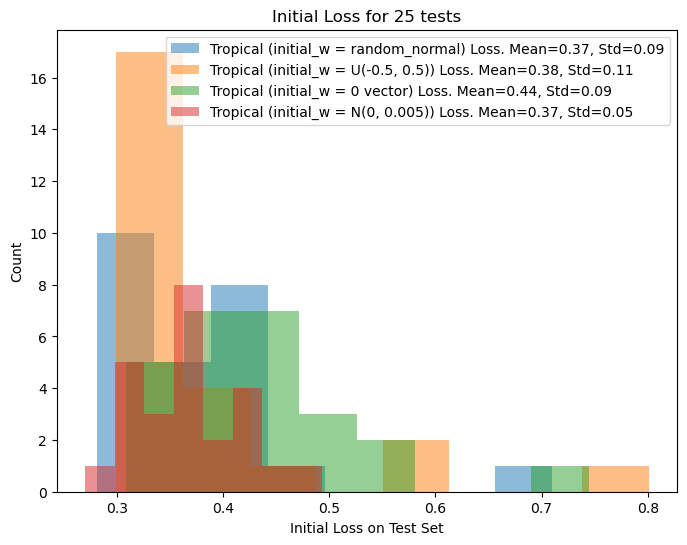 Initial Loss for 25 tests
Tropical (initial_w = random_normal) Loss. Mean=0.37, Std=0.09
Tropical (initial_w = U(-0.5, 0.5)) Loss. Mean=0.38, Std=0.11
Tropical (initial_w = 0 vector) Loss. Mean=0.44, Std=0.09
Tropical (initial_w = N(0, 0.005)) Loss. Mean=0.37, Std=0.05
Count
16
14
12
10
8
6
4
2
0
0.3 0.4 0.5 0.6 0.7 0.8
Initial Loss on Test Set